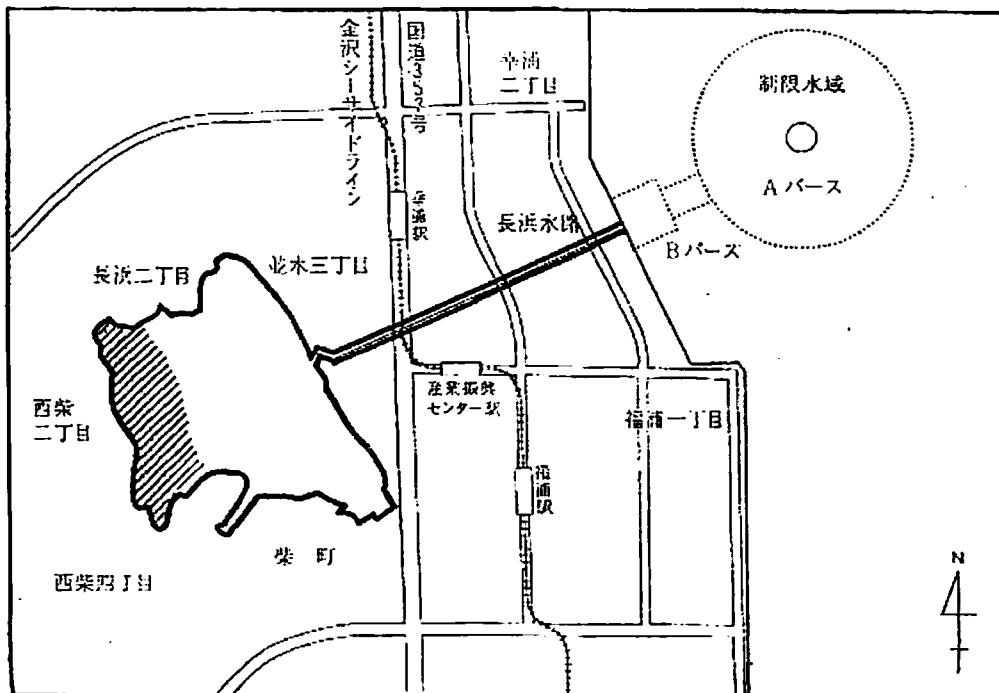 金沢シーサイドライン
国道357号
幸浦
二丁目
制限水域
Aバース
幸浦駅
長浜水路
Bバース
長浜二丁目
並木三丁目
産業振興
センター駅
西柴
二丁目
福浦一丁目
福浦駅
柴町
西柴四丁目
N